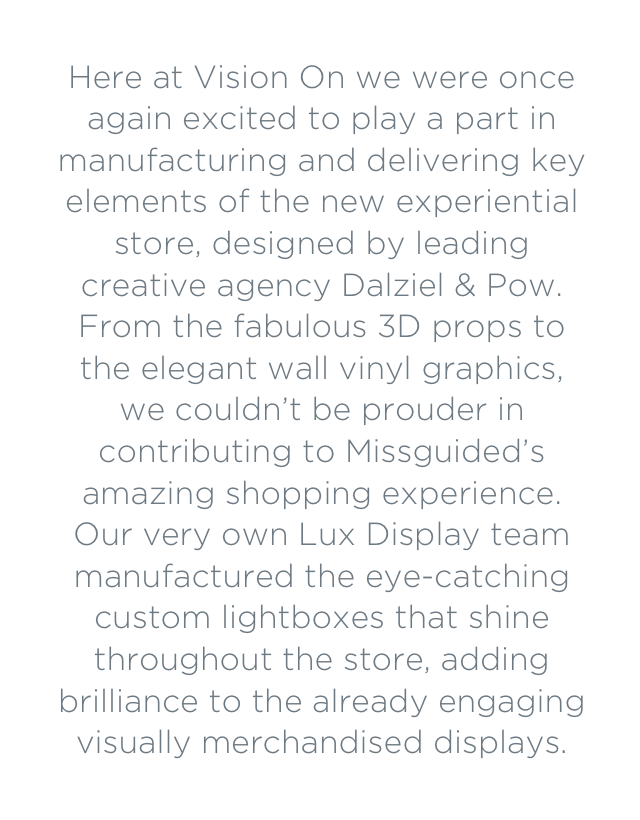 Here at Vision On we were once
again excited to play a part in
manufacturing and delivering key
elements of the new experiential
store, designed by leading
creative agency Dalziel & Pow.
From the fabulous 3D props to
the elegant wall vinyl graphics,
we couldn’t be prouder in
contributing to Missguided’s
amazing shopping experience.
Our very own Lux Display team
manufactured the eye-catching
custom lightboxes that shine
throughout the store, adding
brilliance to the already engaging
visually merchandised displays.